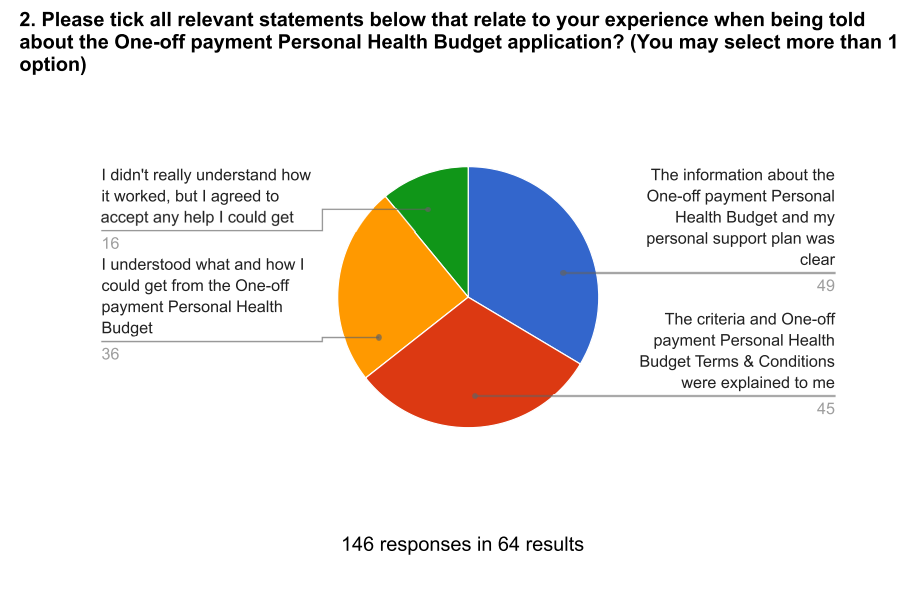 2. Please tick all relevant statements below that relate to your experience when being told
about the One-off payment Personal Health Budget application? (You may select more than 1
option)
I didn't really understand how
it worked, but I agreed to
accept any help I could get
16
I understood what and how I
could get from the One-off
payment Personal Health
Budget
36
The information about the
One-off payment Personal
Health Budget and my
personal support plan was
clear
49
The criteria and One-off
payment Personal Health
Budget Terms & Conditions
were explained to me
45
146 responses in 64 results